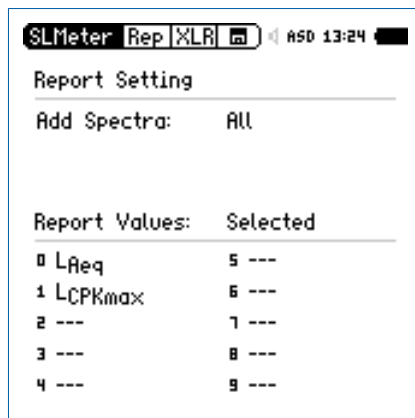 SLMeter Rep XLR ASD 13:24
Report Setting
Add Spectra: All
Report Values: Selected
0 LAeq 5 ---
1 LCPKmax 6 ---
2 --- 7 ---
3 --- 8 ---
4 --- 9 ---